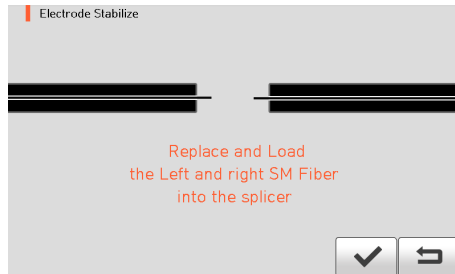 Electrode Stabilize
Replace and Load
the Left and right SM Fiber
into the splicer